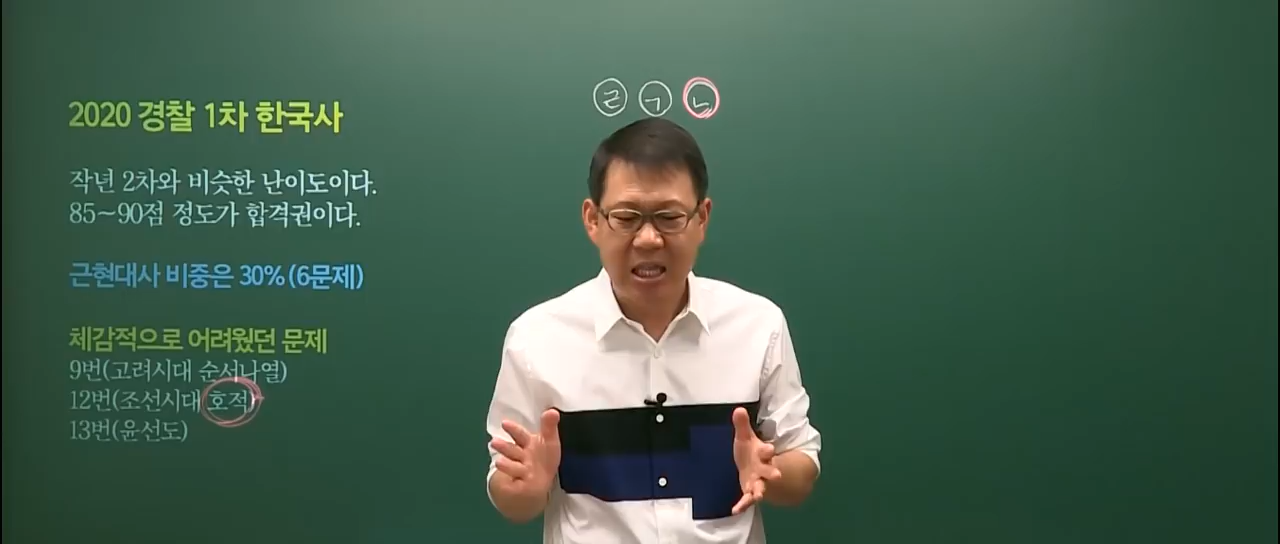 2020 경찰 1차 한국사
작년 2차와 비슷한 난이도이다.
85~90점 정도가 합격권이다.
근현대사 비중은 30% (6문제)
체감적으로 어려웠던 문제
9번(고려시대 순서나열)
12번(조선시대 호적)
13번(윤선도)
ㄹ ㄱ ㄴ